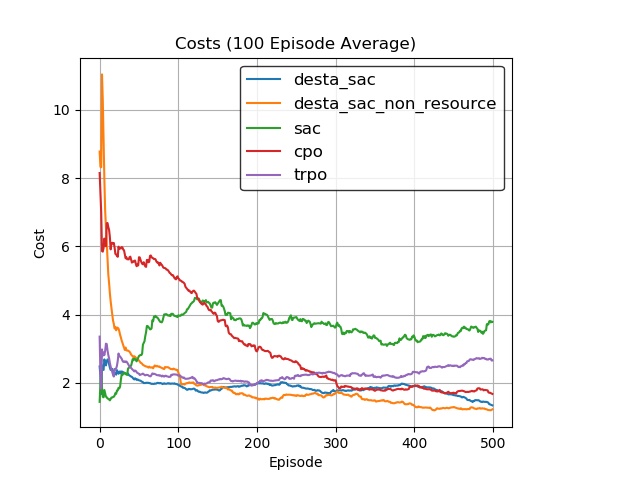 Costs (100 Episode Average)
desta_sac
desta_sac_non_resource
sac
cpo
trpo
10
8
6
4
2
Cost
0
100
200
300
400
500
Episode